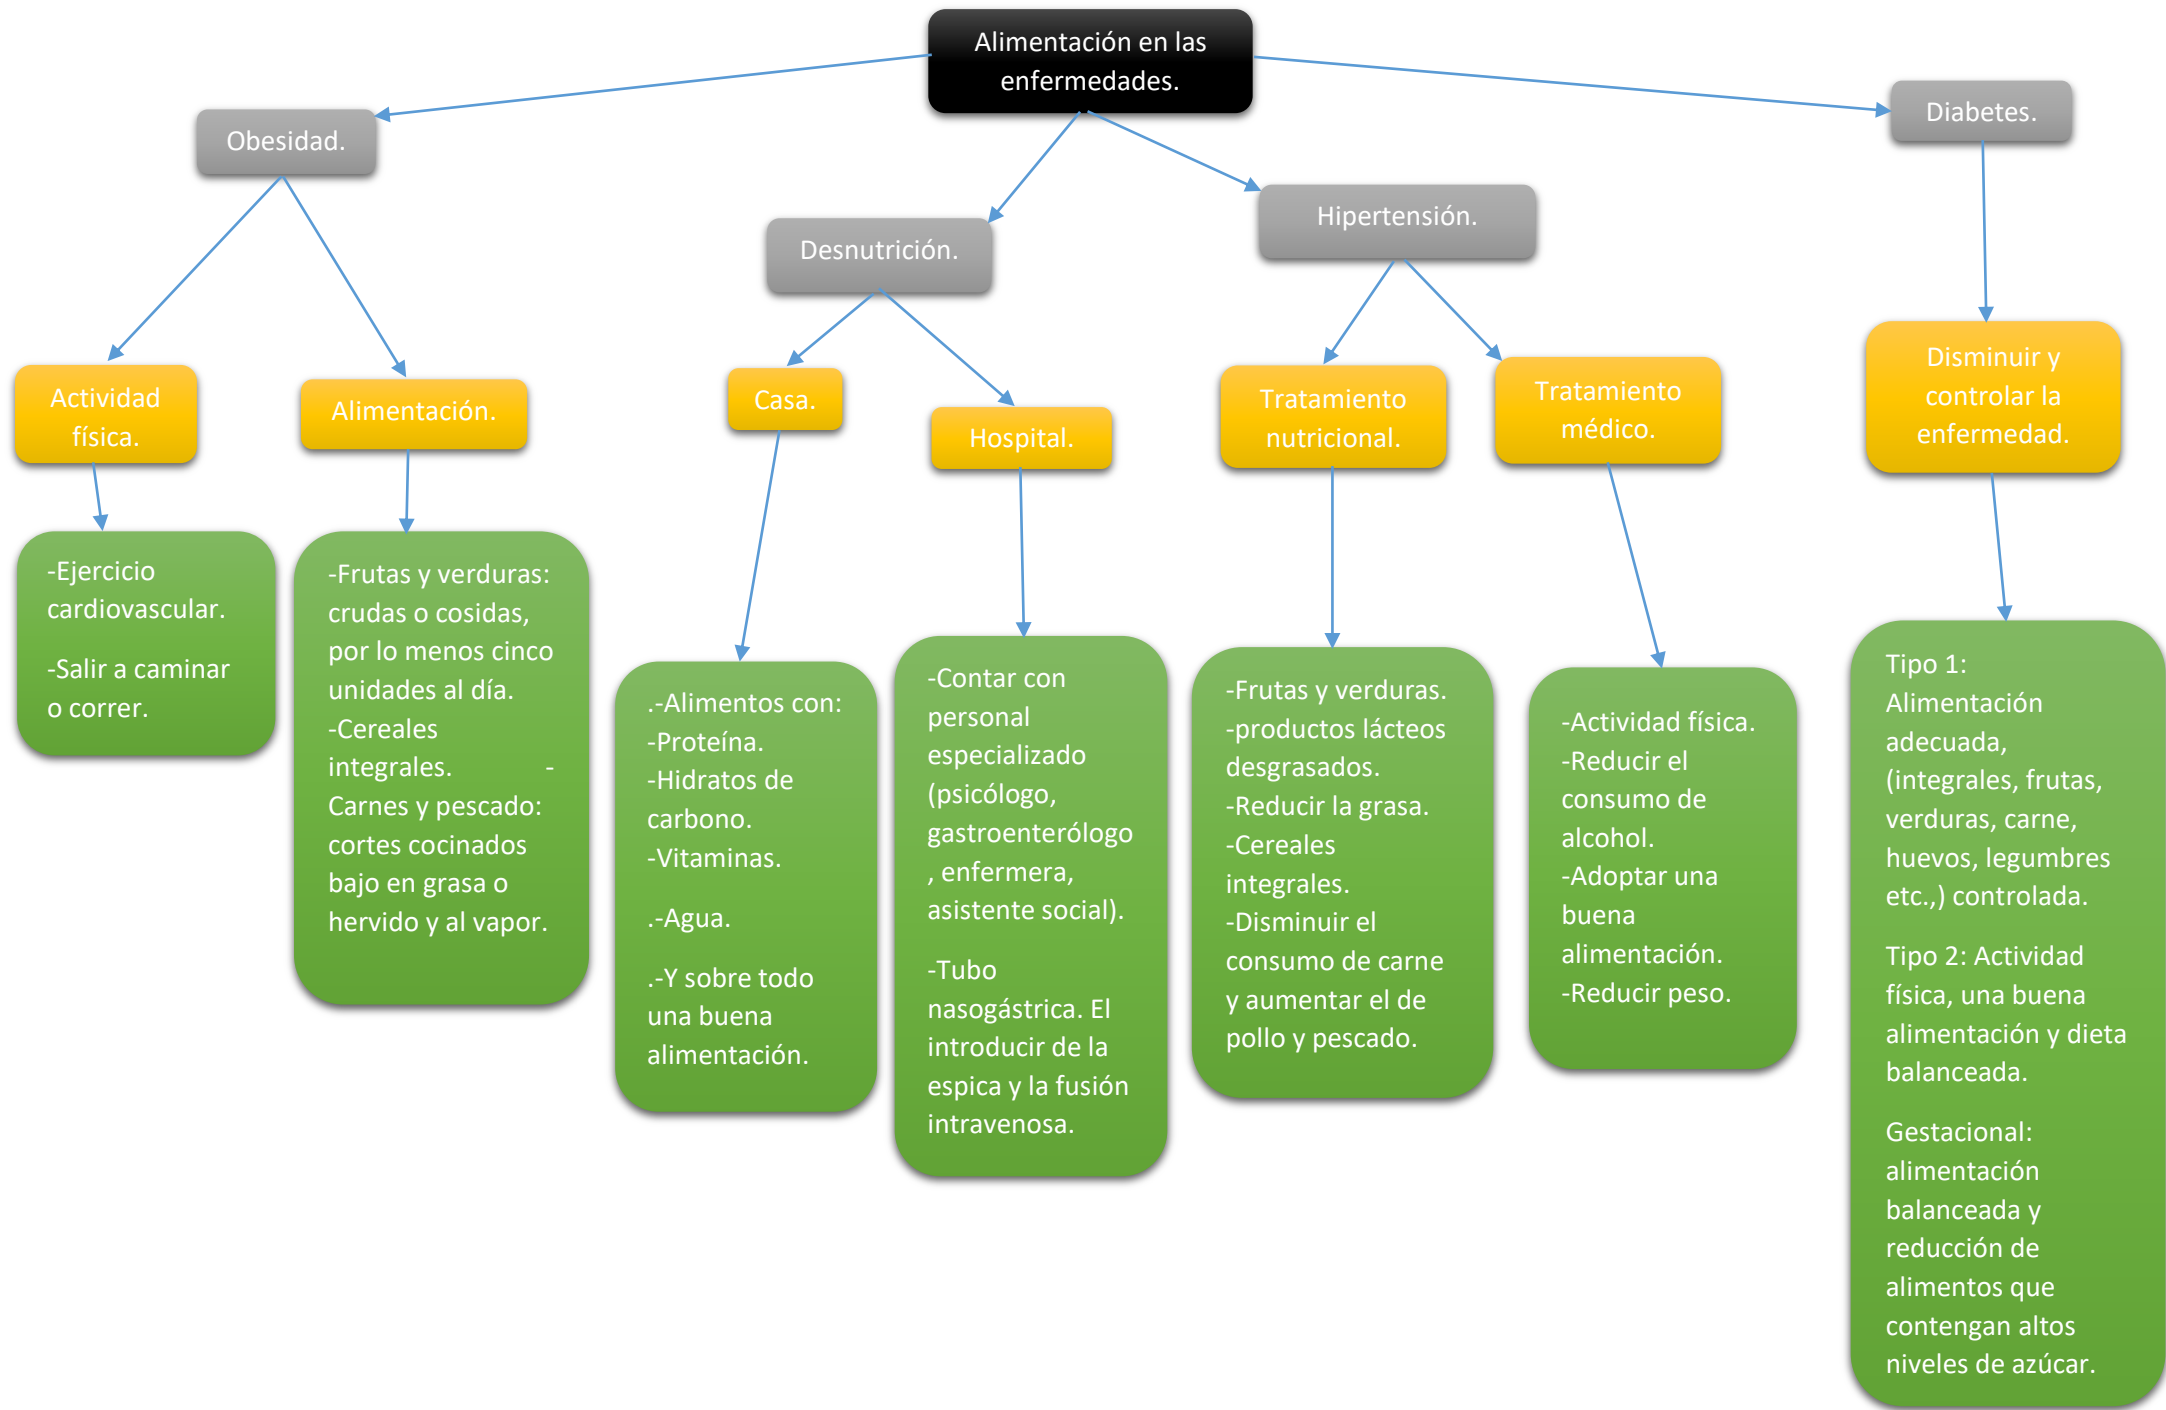 Alimentación en las
enfermedades.
Obesidad.
Desnutrición.
Hipertensión.
Diabetes.
Actividad
física.
Alimentación.
Casa.
Hospital.
Tratamiento
nutricional.
Tratamiento
médico.
Disminuir y
controlar la
enfermedad.
-Ejercicio
cardiovascular.
-Salir a caminar
o correr.
-Frutas y verduras:
crudas o cosidas,
por lo menos cinco
unidades al día.
-Cereales
integrales. -
Carnes y pescado:
cortes cocinados
bajo en grasa o
hervido y al vapor.
.-Alimentos con:
-Proteína.
-Hidratos de
carbono.
-Vitaminas.
.-Agua.
.-Y sobre todo
una buena
alimentación.
-Contar con
personal
especializado
(psicólogo,
gastroenterólogo
, enfermera,
asistente social).
-Tubo
nasogástrica. El
introducir de la
espica y la fusión
intravenosa.
-Frutas y verduras.
-productos lácteos
desgrasados.
-Reducir la grasa.
-Cereales
integrales.
-Disminuir el
consumo de carne
y aumentar el de
pollo y pescado.
-Actividad física.
-Reducir el
consumo de
alcohol.
-Adoptar una
buena
alimentación.
-Reducir peso.
Tipo 1:
Alimentación
adecuada,
(integrales, frutas,
verduras, carne,
huevos, legumbres
etc.,) controlada.
Tipo 2: Actividad
física, una buena
alimentación y dieta
balanceada.
Gestacional:
alimentación
balanceada y
reducción de
alimentos que
contengan altos
niveles de azúcar.